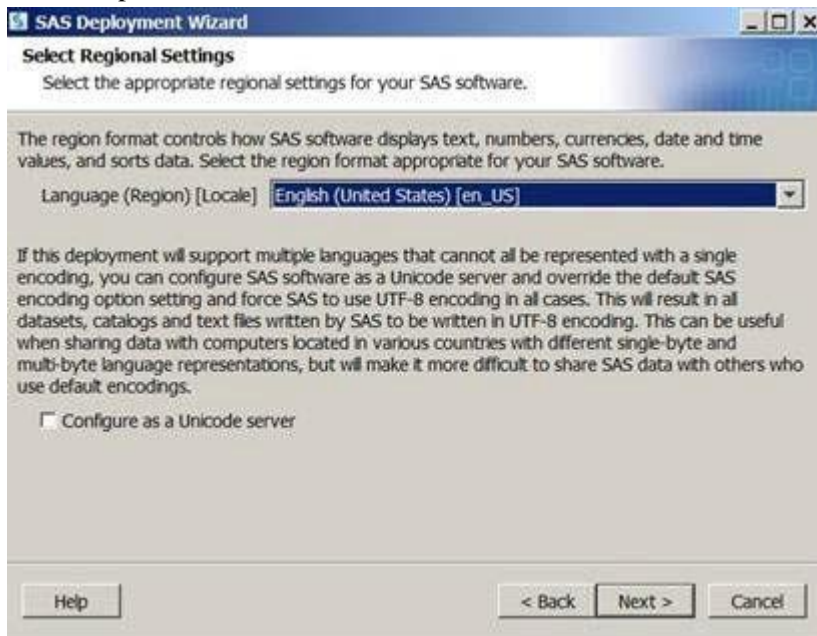 SAS Deployment Wizard
Select Regional Settings
Select the appropriate regional settings for your SAS software.
The region format controls how SAS software displays text, numbers, currencies, date and time
values, and sorts data. Select the region format appropriate for your SAS software.
Language (Region) [Locale] English (United States) [en_US]
If this deployment will support multiple languages that cannot all be represented with a single
encoding, you can configure SAS software as a Unicode server and override the default SAS
encoding option setting and force SAS to use UTF-8 encoding in all cases. This will result in all
datasets, catalogs and text files written by SAS to be written in UTF-8 encoding. This can be useful
when sharing data with computers located in various countries with different single-byte and
multi-byte language representations, but will make it more difficult to share SAS data with others who
use default encodings.
Configure as a Unicode server
Help < Back Next > Cancel